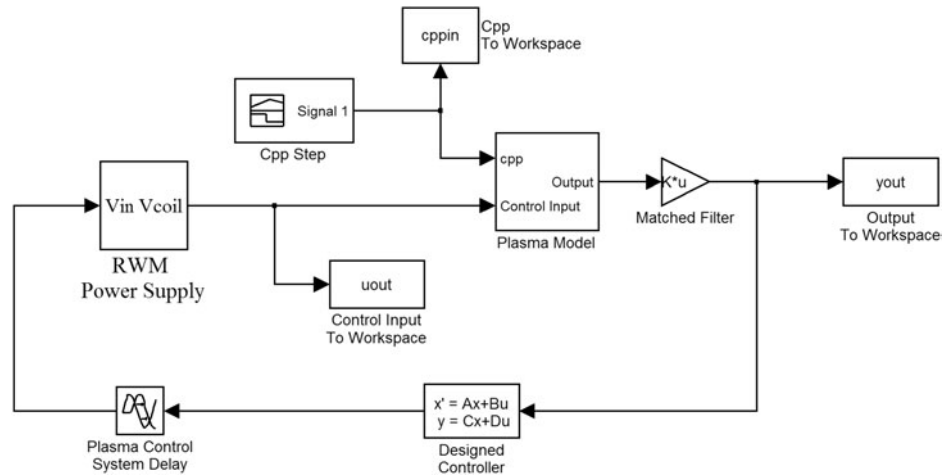 cppin
Cpp
To Workspace
Signal 1
Cpp Step
cpp
Output
Control Input
Plasma Model
K*u
Matched Filter
yout
Output
To Workspace
Vin Vcoil
RWM
Power Supply
uout
Control Input
To Workspace
Plasma Control
System Delay
x' = Ax+Bu
y = Cx+Du
Designed
Controller